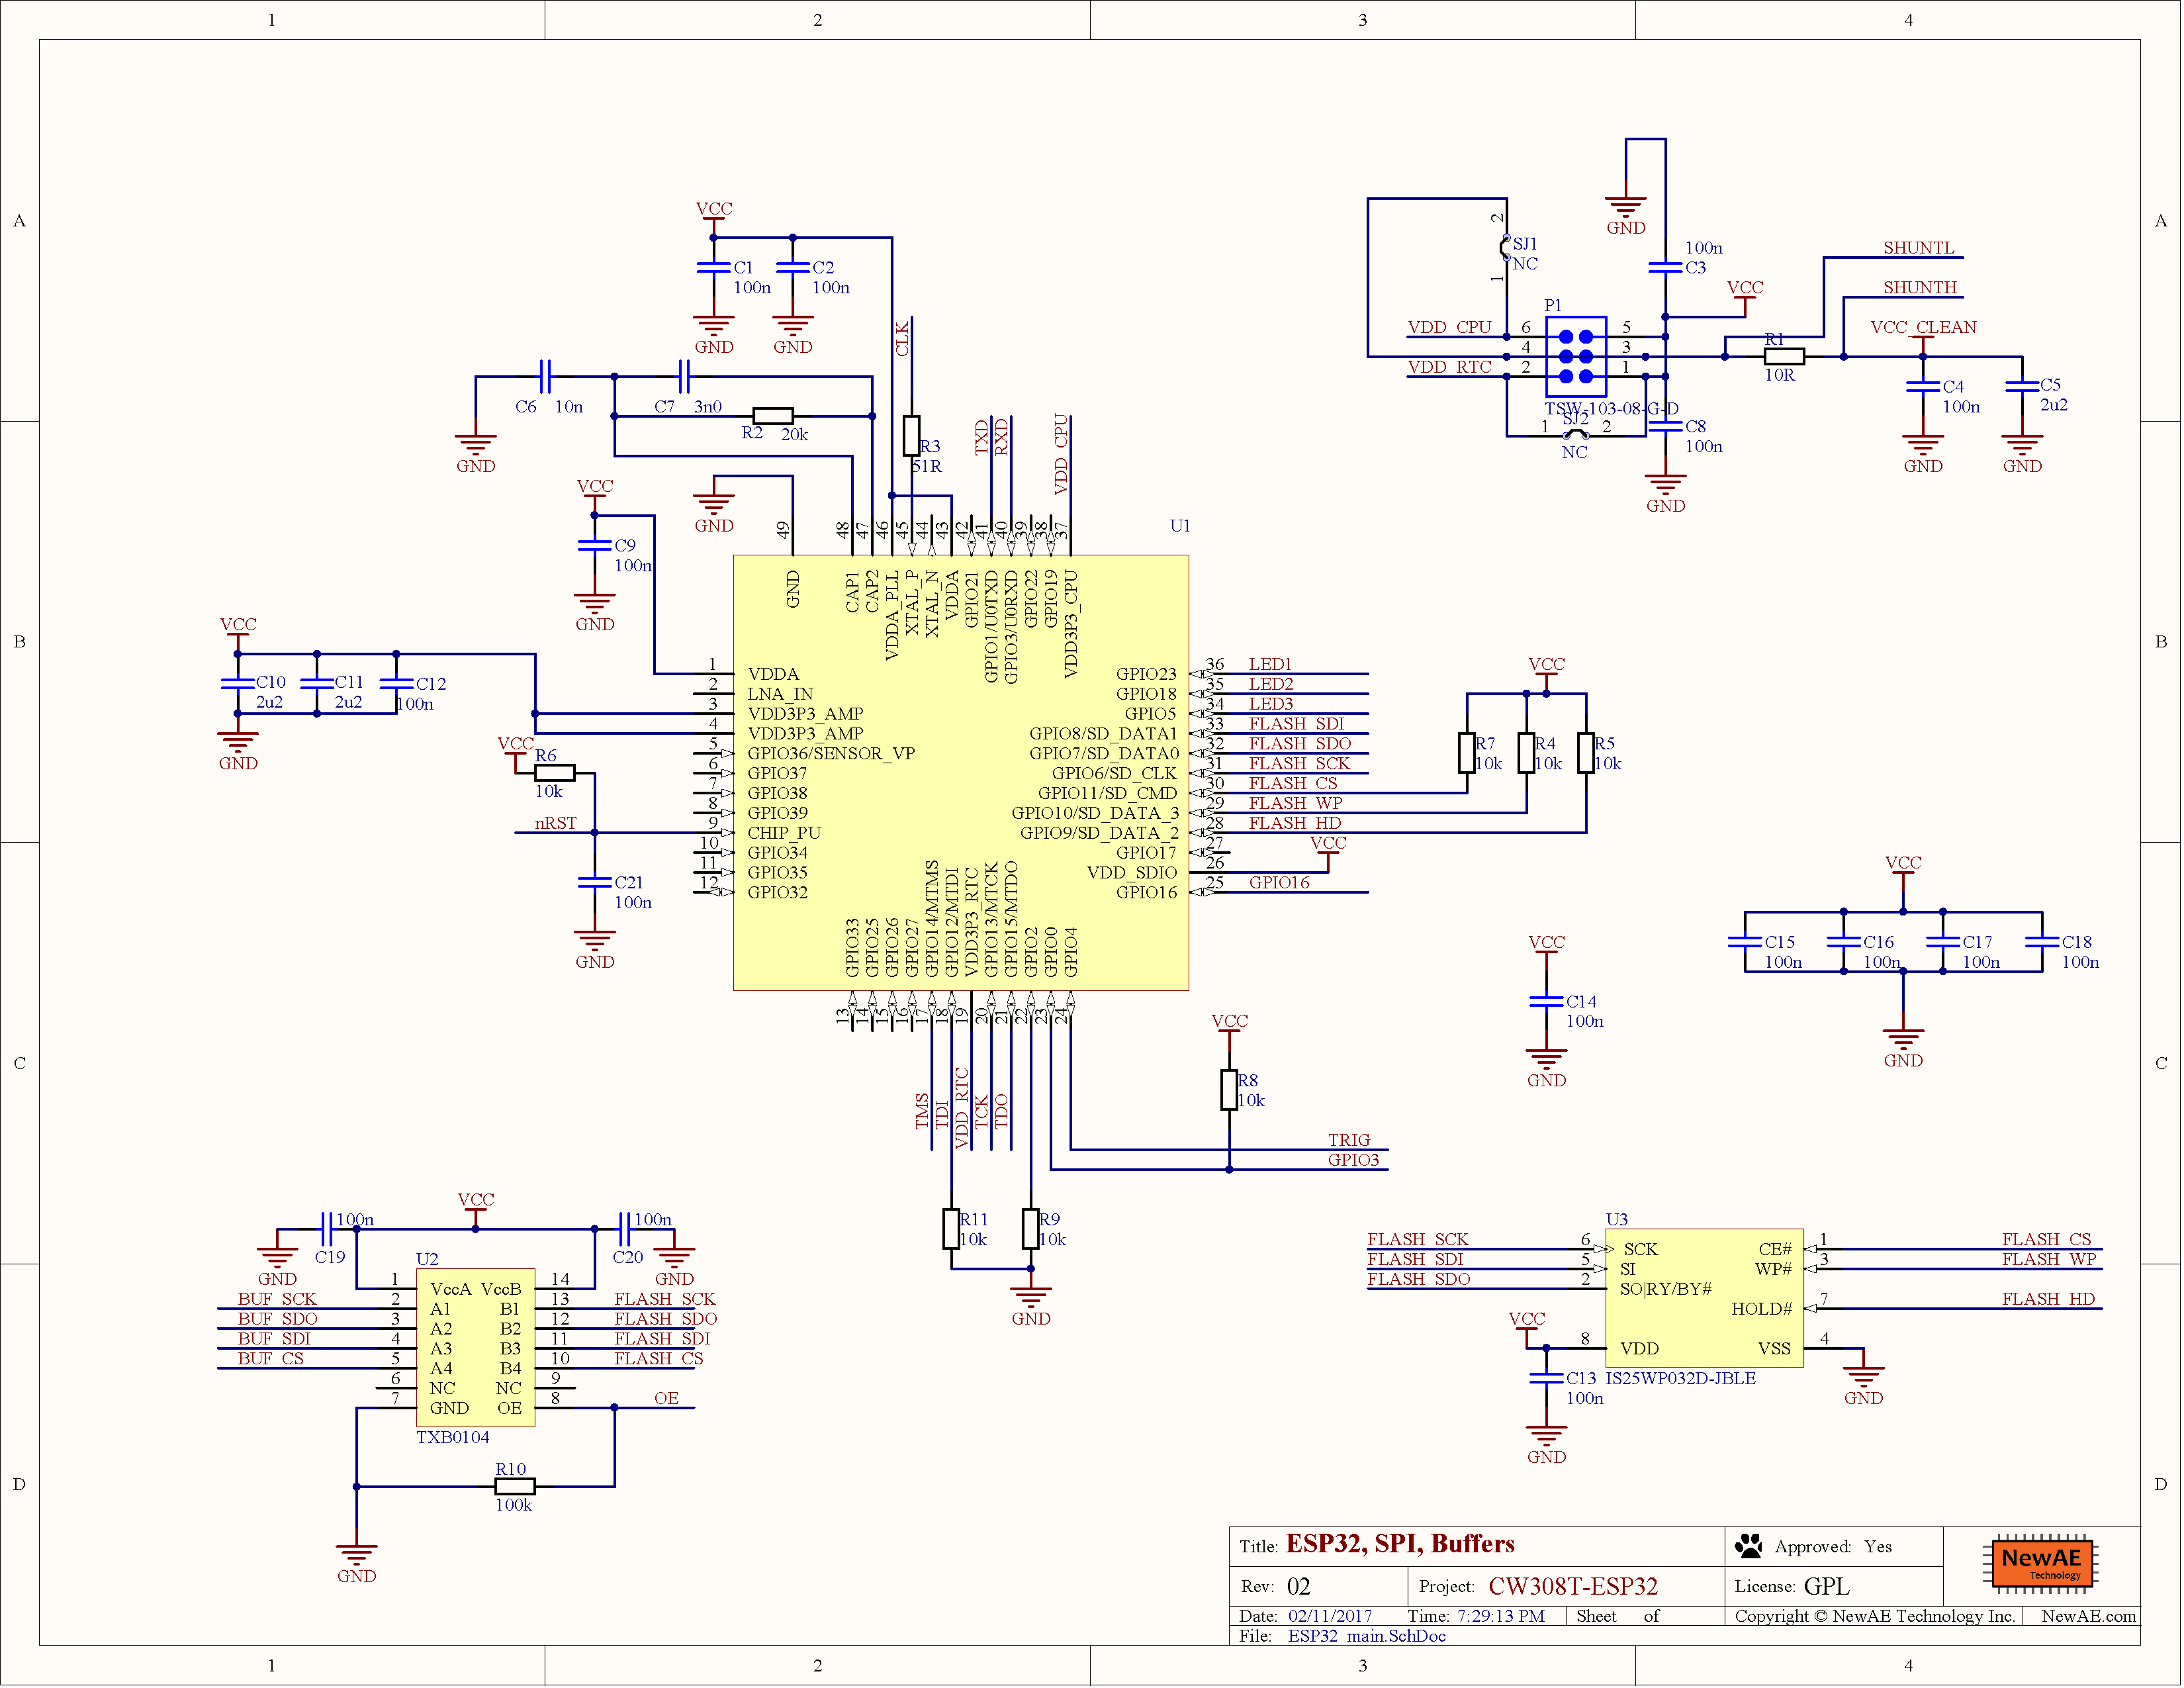 1 2 3 4
A A
VCC
C1 100n
C2 100n
GND GND
CLK
C6 10n
C7 3n0
R2 20k
GND
R3 51R
TXD
RXD
VDD_CPU
GND
SJ1 NC
2
1
GND
100n C3
SHUNTL
SHUNTH
VCC
VCC_CLEAN
P1
VDD_CPU 6 5
4 3
VDD_RTC 2 1
R1 10R
TSW-103-08-G-D
1 SJ2 2
NC
C8 100n
GND
C4 100n
GND
C5 2u2
GND
B B
VCC
C9 100n
GND
U1
49 48 47 46 45 44 43 42 41 40 39 38 37
GND
CAP1
CAP2
VDDA_PLL
XTAL_P
XTAL_N
VDDA
GPIO21
GPIO1/U0TXD
GPIO3/U0RXD
GPIO22
GPIO19
VDD3P3_CPU
VCC
C10 2u2
C11 2u2
C12 100n
GND
1 VDDA
2 LNA_IN
3 VDD3P3_AMP
4 VDD3P3_AMP
5 GPIO36/SENSOR_VP
6 GPIO37
7 GPIO38
8 GPIO39
9 CHIP_PU
10 GPIO34
11 GPIO35
12 GPIO32
VCC
R6 10k
nRST
C21 100n
GND
GPIO23 36 LED1
GPIO18 35 LED2
GPIO5 34 LED3
GPIO8/SD_DATA1 33 FLASH_SDI
GPIO7/SD_DATA0 32 FLASH_SDO
GPIO6/SD_CLK 31 FLASH_SCK
GPIO11/SD_CMD 30 FLASH_CS
GPIO10/SD_DATA_3 29 FLASH_WP
GPIO9/SD_DATA_2 28 FLASH_HD
GPIO17 27
VDD_SDIO 26 VCC
GPIO16 25 GPIO16
VCC
R7 10k
R4 10k
R5 10k
GPIO33
GPIO25
GPIO26
GPIO27
GPIO14/MTMS
GPIO12/MTDI
VDD3P3_RTC
GPIO13/MTCK
GPIO15/MTDO
GPIO2
GPIO0
GPIO4
13 14 15 16 17 18 19 20 21 22 23 24
TMS
TDI
VDD_RTC
TCK
TDO
C C
VCC
R8 10k
TRIG
GPIO3
R11 10k
R9 10k
GND
VCC
C14 100n
GND
VCC
C15 100n
C16 100n
C17 100n
C18 100n
GND
VCC
100n C19
GND
100n C20
GND
U2
1 VccA VccB 14
BUF_SCK 2 A1 B1 13 FLASH_SCK
BUF_SDO 3 A2 B2 12 FLASH_SDO
BUF_SDI 4 A3 B3 11 FLASH_SDI
BUF_CS 5 A4 B4 10 FLASH_CS
6 NC NC 9
7 GND OE 8 OE
TXB0104
R10
100k
GND
U3
FLASH_SCK 6 SCK CE# 1 FLASH_CS
FLASH_SDI 5 SI WP# 3 FLASH_WP
FLASH_SDO 2 SO|RY/BY#
HOLD# 7 FLASH_HD
VCC
8 VDD VSS 4
C13 100n
IS25WP032D-JBLE
GND
GND
D D
Title: ESP32, SPI, Buffers
Approved: Yes
NewAE
Technology
Rev: 02 Project: CW308T-ESP32
License: GPL
Date: 02/11/2017 Time: 7:29:13 PM Sheet of
Copyright © NewAE Technology Inc. NewAE.com
File: ESP32_main.SchDoc
1 2 3 4